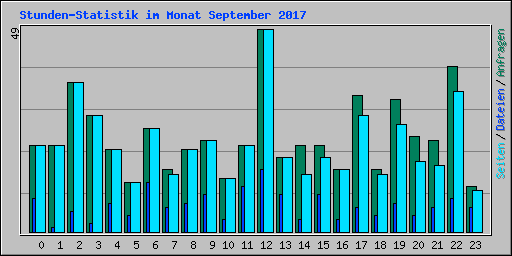 Stunden-Statistik im Monat September 2017
49
Seiten / Dateien / Anfragen
0 1 2 3 4 5 6 7 8 9 10 11 12 13 14 15 16 17 18 19 20 21 22 23